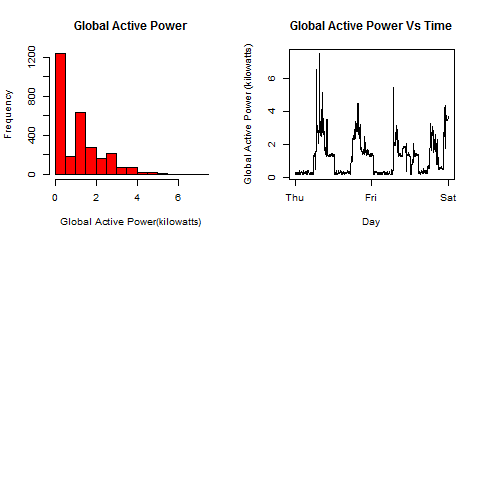 Global Active Power
Frequency
0
400
1200
0
2
4
6
Global Active Power(kilowatts)
Global Active Power Vs Time
Global Active Power (kilowatts)
0
2
4
6
Thu
Fri
Sat
Day